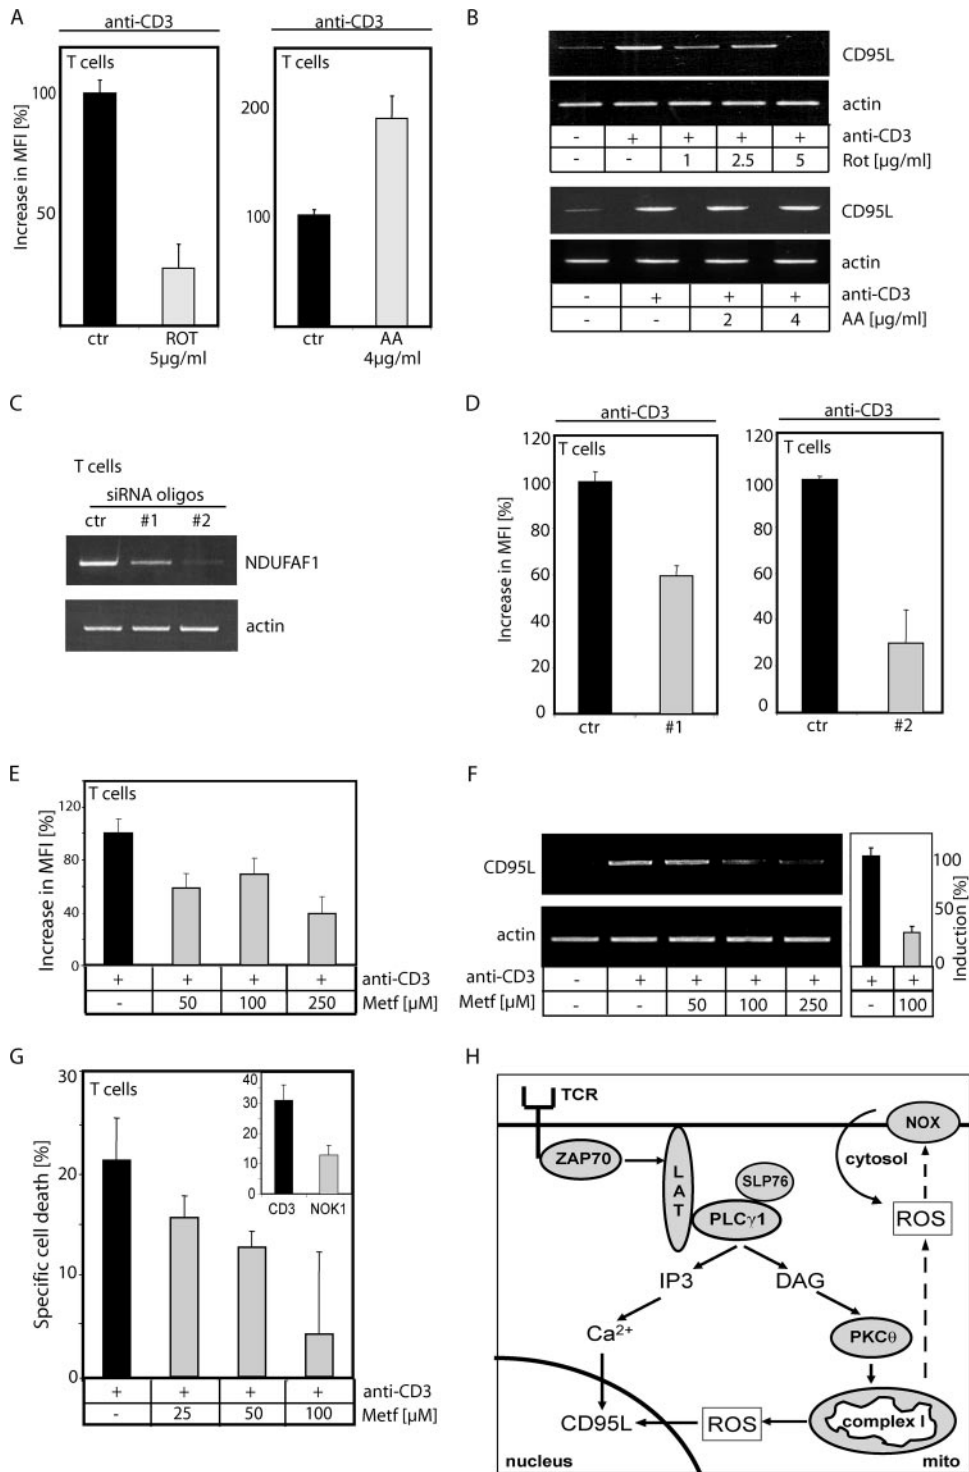 A
anti-CD3
anti-CD3
T cells
T cells
Increase in MFI [%]
100
50
200
100
ctr
ROT
5µg/ml
ctr
AA
4µg/ml
B
CD95L
actin
- + + + + anti-CD3
- - 1 2.5 5 Rot [µg/ml]
CD95L
actin
- + + + anti-CD3
- - 2 4 AA [µg/ml]
C
T cells
siRNA oligos
ctr #1 #2
NDUFAF1
actin
D
anti-CD3
anti-CD3
T cells
T cells
Increase in MFI [%]
120
100
80
60
40
20
0
ctr #1
120
100
80
60
40
20
0
ctr #2
E
T cells
Increase in MFI [%]
120
80
40
0
+ + + + anti-CD3
- 50 100 250 Metf [µM]
F
CD95L
actin
anti-CD3 - + + + +
Metf [µM] - - 50 100 250
100
50
0
Induction [%]
+ +
- 100
G
T cells
Specific cell death [%]
30
20
10
0
40
30
20
10
0
CD3 NOK1
+ + + + anti-CD3
- 25 50 100 Metf [µM]
H
TCR
NOX
ZAP70
LAT
SLP76
cytosol
PLCγ1
ROS
IP3
DAG
Ca2+
PKCθ
CD95L
ROS
complex I
nucleus
mito